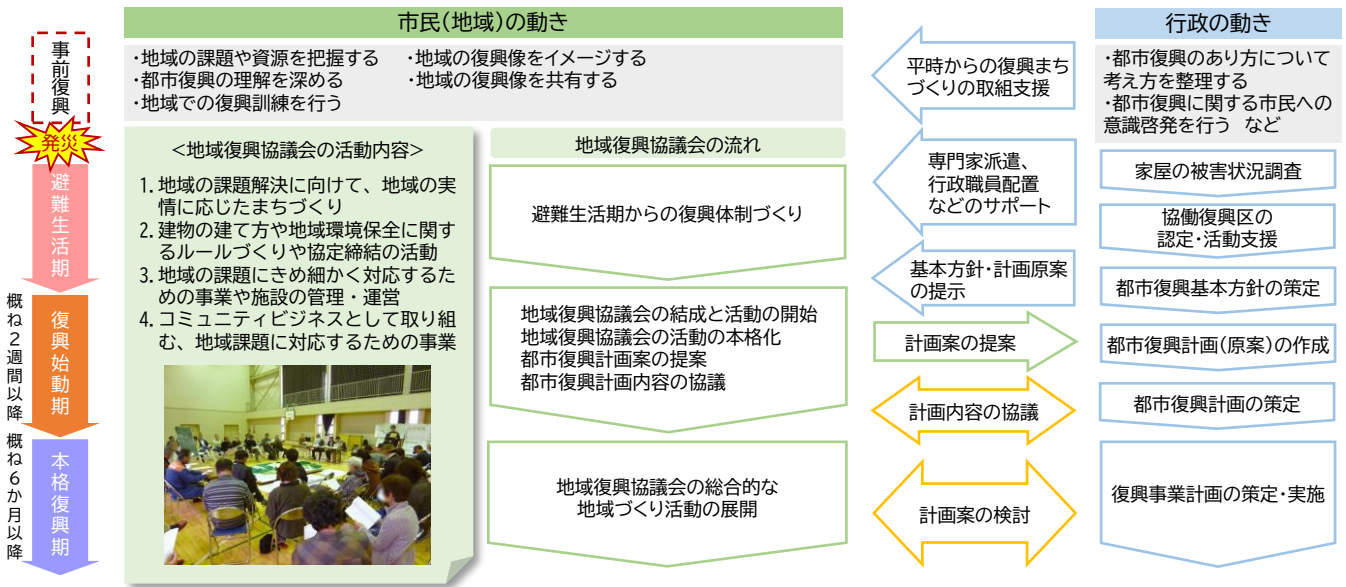 市民(地域)の動き
行政の動き
事前復興
・地域の課題や資源を把握する
・都市復興の理解を深める
・地域での復興訓練を行う
・地域の復興像をイメージする
・地域の復興像を共有する
平時からの復興まち
づくりの取組支援
・都市復興のあり方について
考え方を整理する
・都市復興に関する市民への
意識啓発を行う など
発災
避難生活期
<地域復興協議会の活動内容>
1. 地域の課題解決に向けて、地域の実
情に応じたまちづくり
2. 建物の建て方や地域環境保全に関す
るルールづくりや協定締結の活動
3. 地域の課題にきめ細かく対応するた
めの事業や施設の管理・運営
4. コミュニティビジネスとして取り組
む、地域課題に対応するための事業
地域復興協議会の流れ
避難生活期からの復興体制づくり
専門家派遣、
行政職員配置
などのサポート
家屋の被害状況調査
協働復興区の
認定・活動支援
基本方針・計画原案
の提示
都市復興基本方針の策定
概ね2週間以降
復興始動期
地域復興協議会の結成と活動の開始
地域復興協議会の活動の本格化
都市復興計画案の提案
都市復興計画内容の協議
計画案の提案
都市復興計画(原案)の作成
計画内容の協議
都市復興計画の策定
概ね6か月以降
本格復興期
地域復興協議会の総合的な
地域づくり活動の展開
計画案の検討
復興事業計画の策定・実施